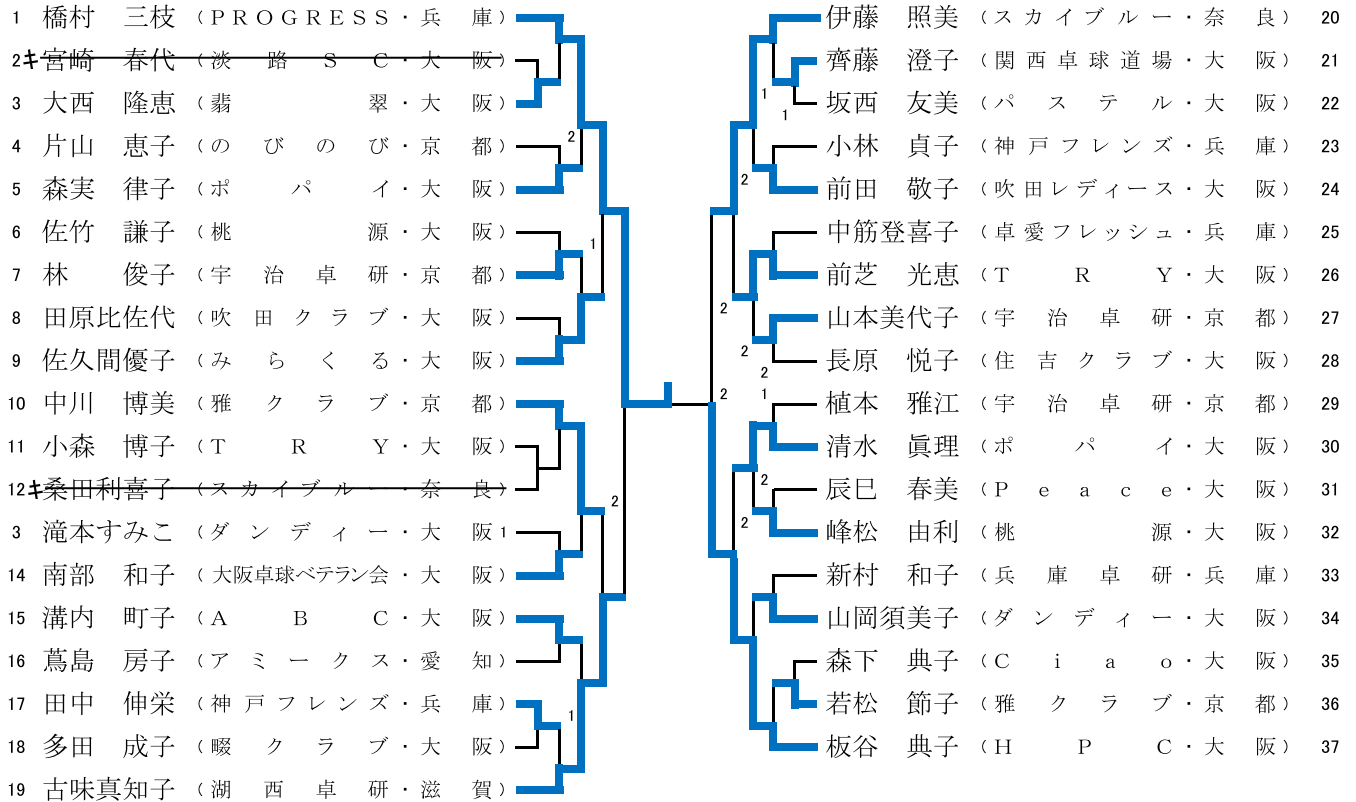 1 橋村 三枝 (PROGRESS・兵庫)
2 キ 宮崎 春代 (淡路SC・大阪)
3 大西 隆恵 (翡翠・大阪)
4 片山 恵子 (のびのび・京都)
5 森実 律子 (ポパイ・大阪)
6 佐竹 謙子 (桃源・大阪)
7 林 俊子 (宇治卓研・京都)
8 田原比佐代 (吹田クラブ・大阪)
9 佐久間優子 (みらくる・大阪)
10 中川 博美 (雅クラブ・京都)
11 小森 博子 (TRY・大阪)
12 キ 桑田利喜子 (スカイブルー・奈良)
3 滝本すみこ (ダンディー・大阪 1
14 南部 和子 (大阪卓球ベテラン会・大阪)
15 溝内 町子 (ABC・大阪)
16 蔦島 房子 (アミークス・愛知)
17 田中 伸栄 (神戸フレンズ・兵庫)
18 多田 成子 (畷クラブ・大阪)
19 古味真知子 (湖西卓研・滋賀)
2
1
2
1
伊藤 照美 (スカイブルー・奈良) 20
齊藤 澄子 (関西卓球道場・大阪) 21
坂西 友美 (パステル・大阪) 22
小林 貞子 (神戸フレンズ・兵庫) 23
前田 敬子 (吹田レディース・大阪) 24
中筋登喜子 (卓愛フレッシュ・兵庫) 25
前芝 光恵 (TRY・大阪) 26
山本美代子 (宇治卓研・京都) 27
長原 悦子 (住吉クラブ・大阪) 28
植本 雅江 (宇治卓研・京都) 29
清水 眞理 (ポパイ・大阪) 30
辰巳 春美 (Peace・大阪) 31
峰松 由利 (桃源・大阪) 32
新村 和子 (兵庫卓研・兵庫) 33
山岡須美子 (ダンディー・大阪) 34
森下 典子 (Ciao・大阪) 35
若松 節子 (雅クラブ・京都) 36
板谷 典子 (HPC・大阪) 37
1
1
2
2
2
2
2
1
2
2